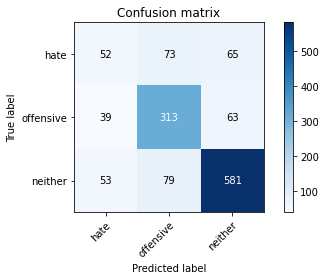 Confusion matrix
True label
hate 52 73 65
offensive 39 313 63
neither 53 79 581
hate offensive neither
Predicted label
500
400
300
200
100